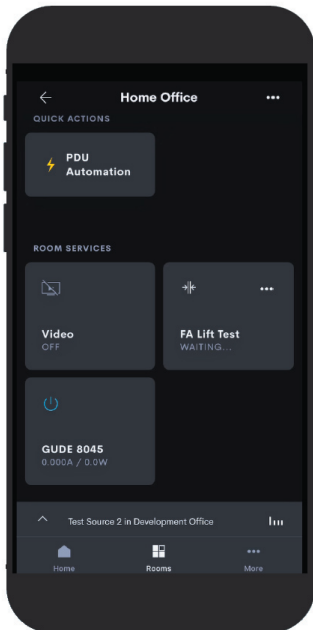 Home Office
QUICK ACTIONS
PDU
Automation
ROOM SERVICES
Video
OFF
FA Lift Test
WAITING...
GUDE 8045
0.000A / 0.0W
Test Source 2 in Development Office
Home
Rooms
More